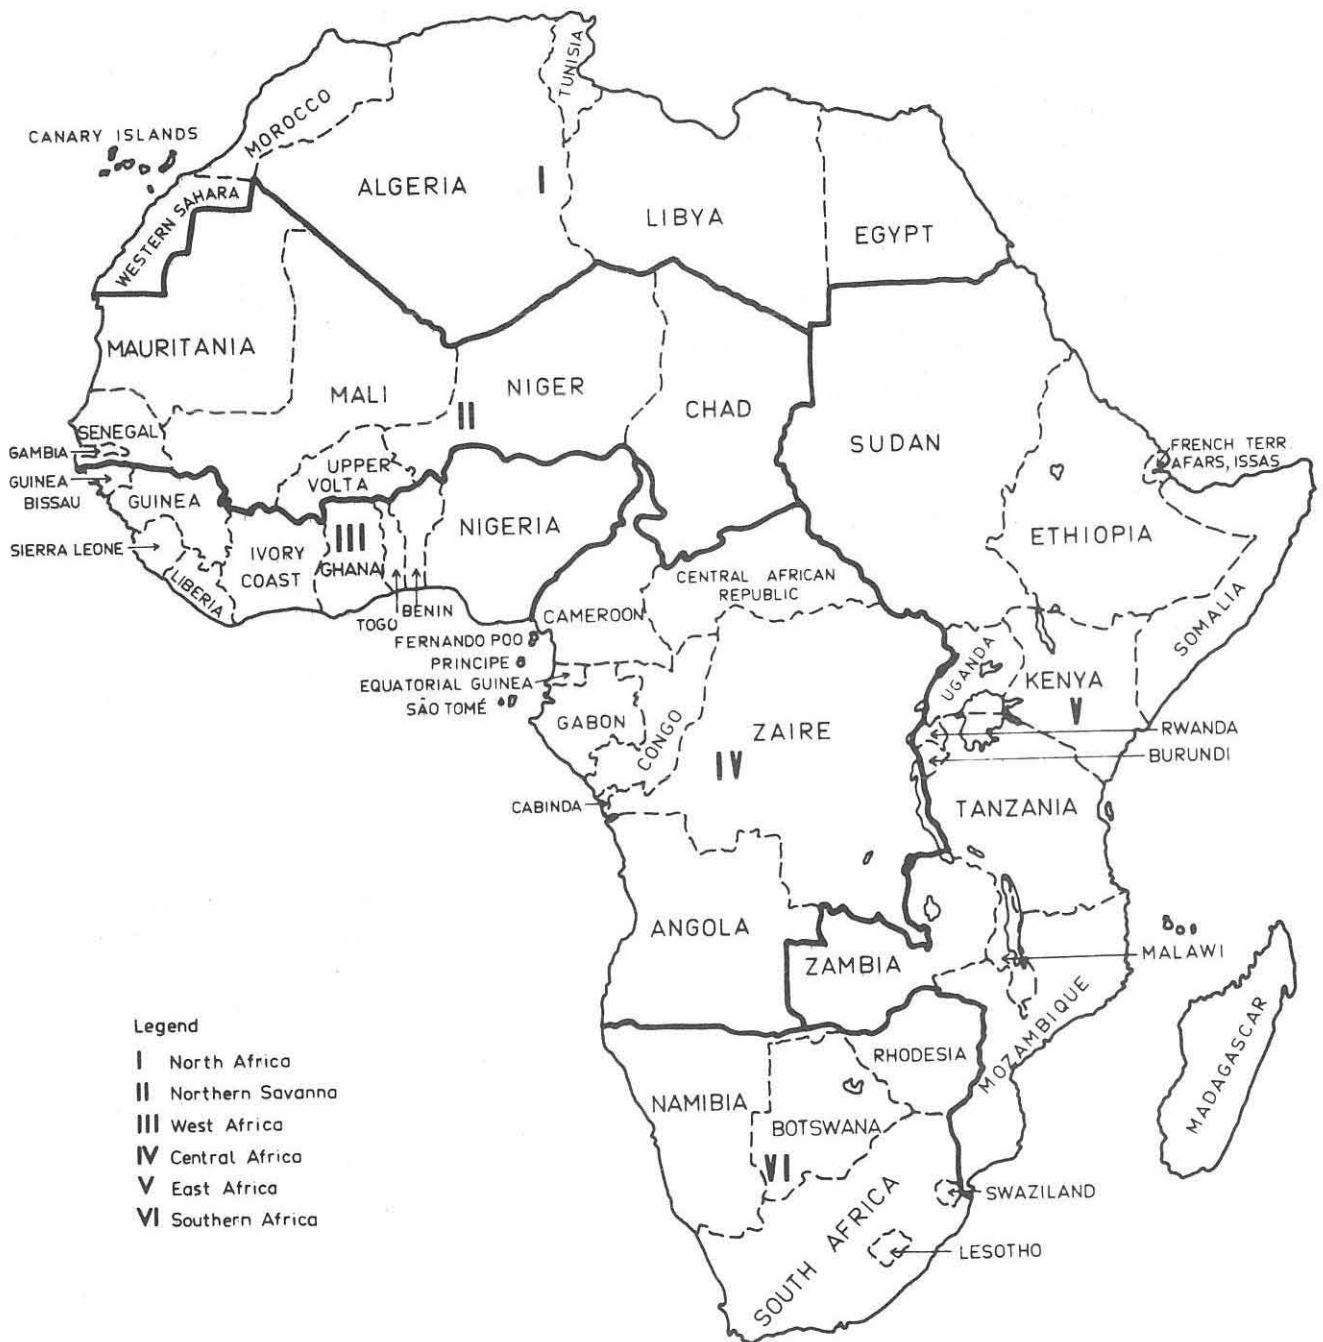 TUNISIA
MOROCCO
CANARY ISLANDS
ALGERIA
I
LIBYA
EGYPT
WESTERN SAHARA
MAURITANIA
MALI
II
NIGER
CHAD
SUDAN
SENEGAL
GAMBIA
GUINEA
BISSAU
GUINEA
UPPER
VOLTA
FRENCH TERR.
AFARS, ISSAS
SIERRA LEONE
LIBERIA
IVORY
COAST
III
GHANA
NIGERIA
ETHIOPIA
CENTRAL AFRICAN
REPUBLIC
SOMALIA
TOGO
BENIN
CAMEROON
FERNANDO POO
PRINCIPE
EQUATORIAL GUINEA
SÃO TOMÉ
GABON
CONGO
ZAIRE
IV
UGANDA
KENYA
V
RWANDA
BURUNDI
CABINDA
TANZANIA
ANGOLA
ZAMBIA
MALAWI
MOZAMBIQUE
MADAGASCAR
RHODESIA
NAMIBIA
BOTSWANA
VI
SWAZILAND
SOUTH AFRICA
LESOTHO
Legend
I North Africa
II Northern Savanna
III West Africa
IV Central Africa
V East Africa
VI Southern Africa